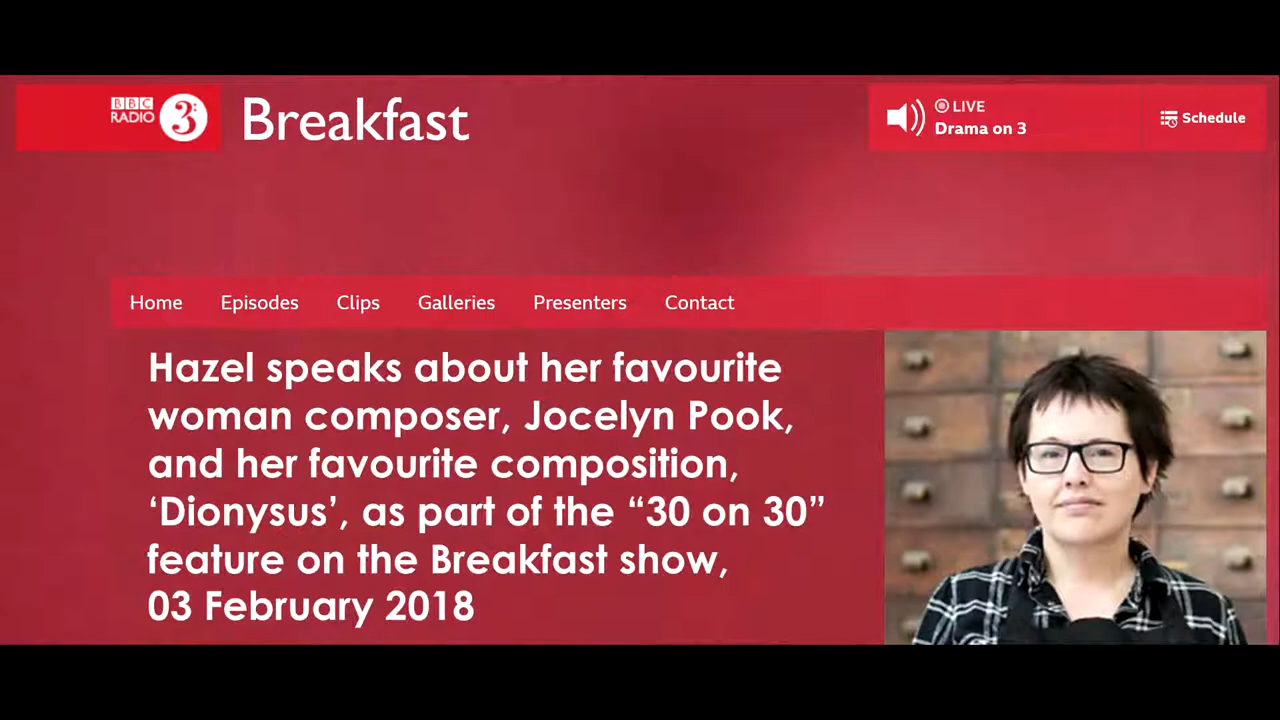 BBC
RADIO 3
Breakfast
LIVE
Drama on 3
Schedule
Home Episodes Clips Galleries Presenters Contact
Hazel speaks about her favourite
woman composer, Jocelyn Pook,
and her favourite composition,
‘Dionysus’, as part of the “30 on 30”
feature on the Breakfast show,
03 February 2018